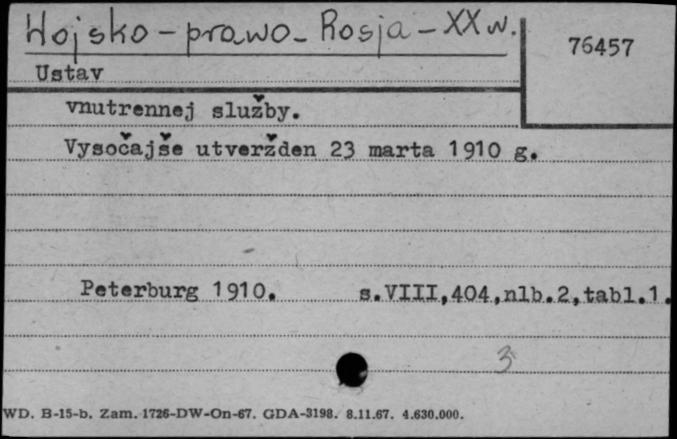 Wojsko - prawo - Rosja - XX w.
76457
Ustav
vnutrennej služby.
Vysočajše utveržden 23 marta 1910 g.
Peterburg 1910. s.VIII,404,nlb.2,tabl.1.
3
WD. B-15-b. Zam. 1726-DW-On-67. GDA-3198. 8.11.67. 4.630.000.